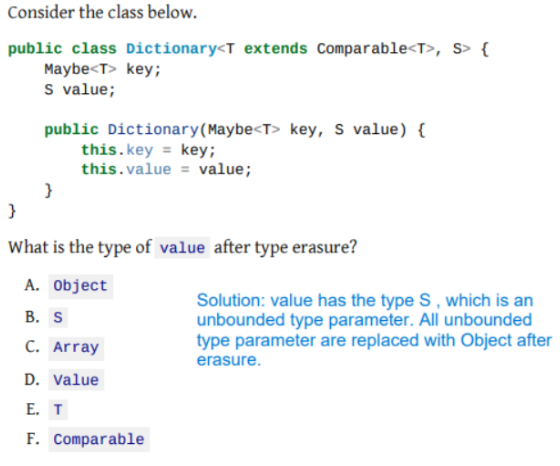 Consider the class below.
public class Dictionary<T extends Comparable<T>, S> {
    Maybe<T> key;
    S value;
    public Dictionary(Maybe<T> key, S value) {
        this.key = key;
        this.value = value;
    }
}
What is the type of value after type erasure?
A. Object
B. S
C. Array
D. Value
E. T
F. Comparable
Solution: value has the type S , which is an
unbounded type parameter. All unbounded
type parameter are replaced with Object after
erasure.